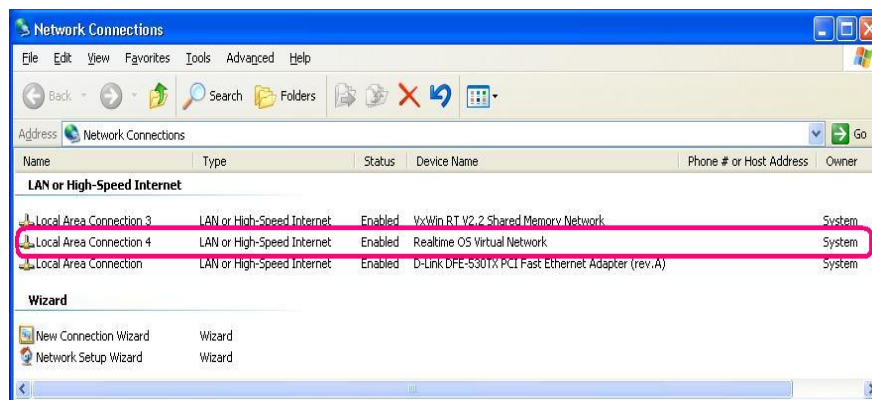 Network Connections
File Edit View Favorites Tools Advanced Help
Back Search Folders
Address Network Connections Go
Name Type Status Device Name Phone # or Host Address Owner
LAN or High-Speed Internet
Local Area Connection 3 LAN or High-Speed Internet Enabled VxWin RT V2.2 Shared Memory Network System
Local Area Connection 4 LAN or High-Speed Internet Enabled Realtime OS Virtual Network System
Local Area Connection LAN or High-Speed Internet Enabled D-Link DFE-530TX PCI Fast Ethernet Adapter (rev.A) System
Wizard
New Connection Wizard Wizard
Network Setup Wizard Wizard